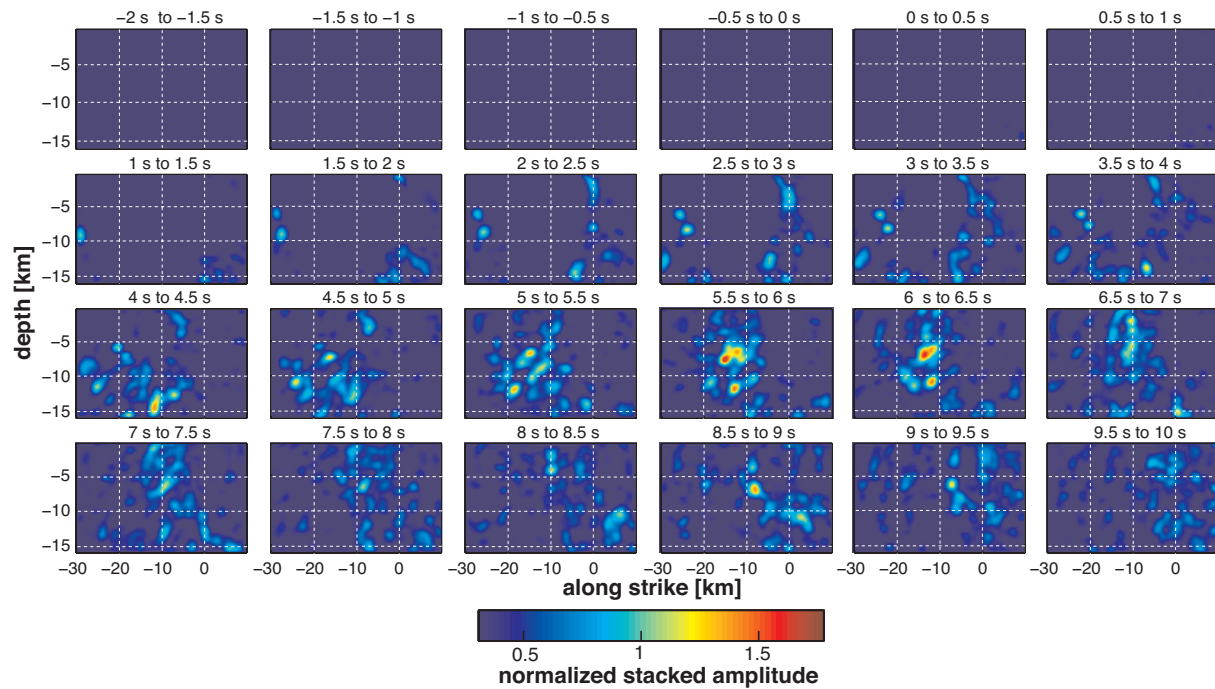 −2 s to −1.5 s
−1.5 s to −1 s
−1 s to −0.5 s
−0.5 s to 0 s
0 s to 0.5 s
0.5 s to 1 s
−5
−10
−15
1 s to 1.5 s
1.5 s to 2 s
2 s to 2.5 s
2.5 s to 3 s
3 s to 3.5 s
3.5 s to 4 s
−5
−10
−15
depth [km]
4 s to 4.5 s
4.5 s to 5 s
5 s to 5.5 s
5.5 s to 6 s
6 s to 6.5 s
6.5 s to 7 s
−5
−10
−15
7 s to 7.5 s
7.5 s to 8 s
8 s to 8.5 s
8.5 s to 9 s
9 s to 9.5 s
9.5 s to 10 s
−5
−10
−15
−30 −20 −10 0
−30 −20 −10 0
−30 −20 −10 0
−30 −20 −10 0
−30 −20 −10 0
−30 −20 −10 0
along strike [km]
0.5 1 1.5
normalized stacked amplitude